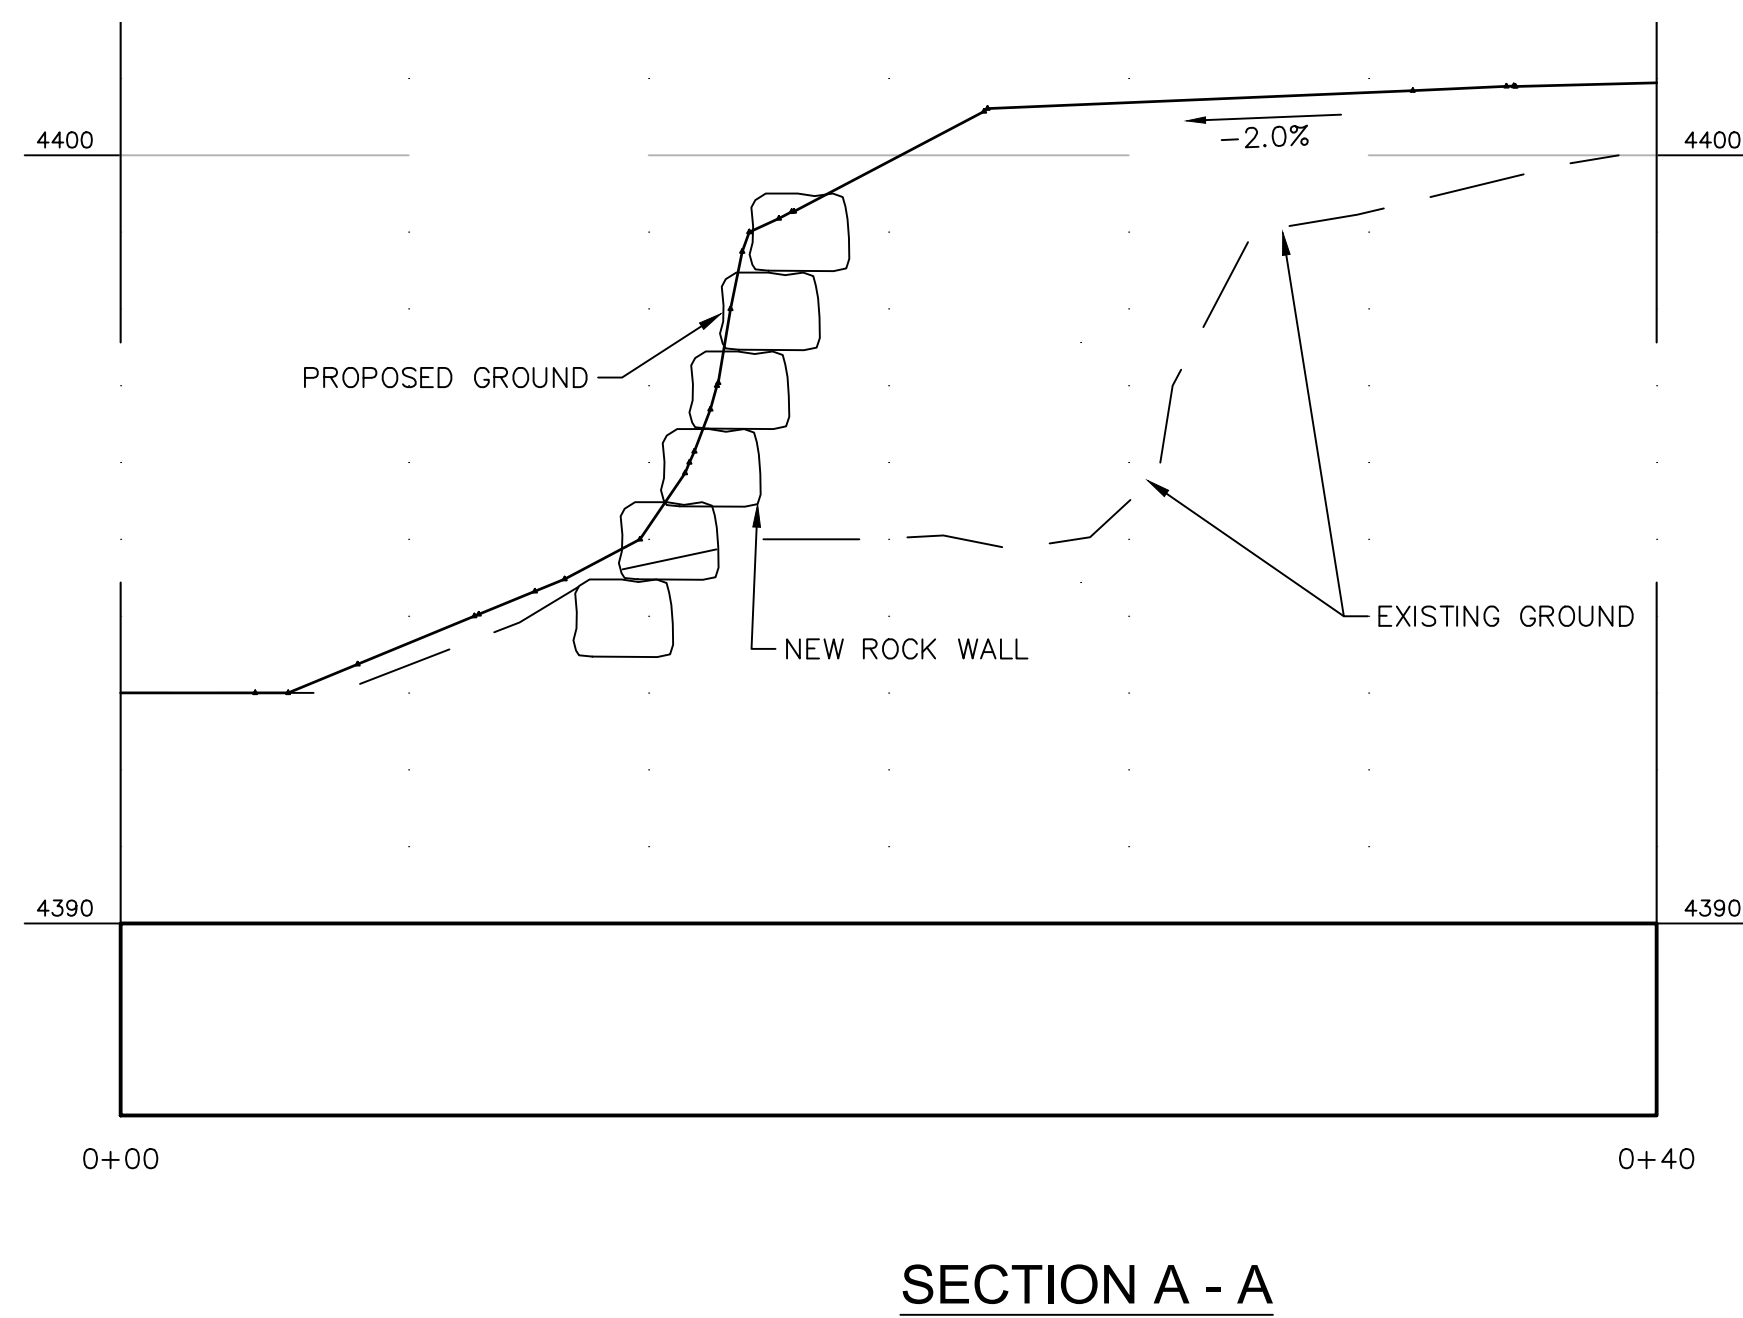 4400
4400
-2.0%
PROPOSED GROUND
EXISTING GROUND
NEW ROCK WALL
4390
4390
0+00
0+40
SECTION A - A